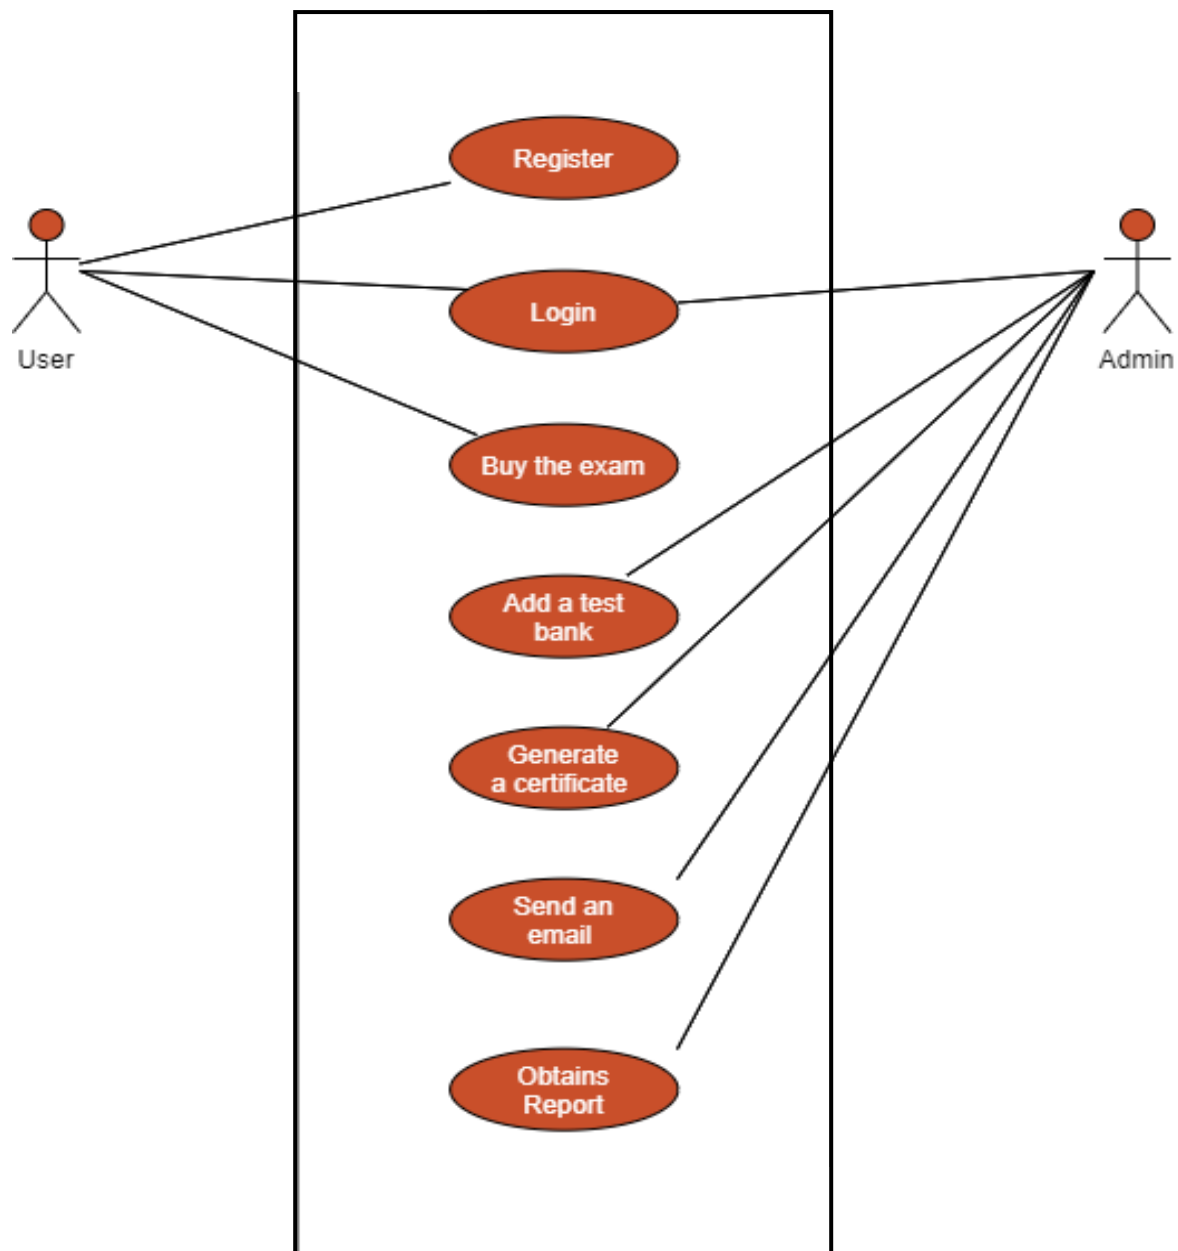 Register
User
Login
Admin
Buy the exam
Add a test
bank
Generate
a certificate
Send an
email
Obtains
Report